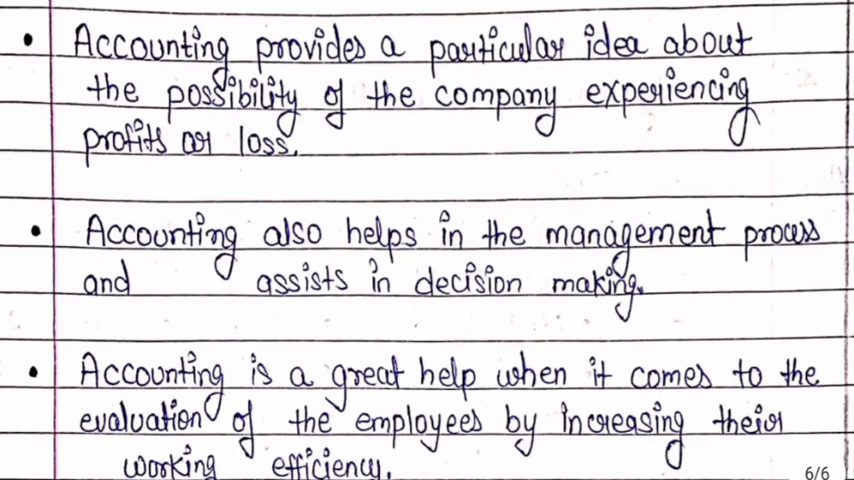 • Accounting provides a particular idea about
the possibility of the company experiencing
profits or loss.
• Accounting also helps in the management process
and assists in decision making.
• Accounting is a great help when it comes to the
evaluation of the employees by increasing their
working efficiency.
6/6